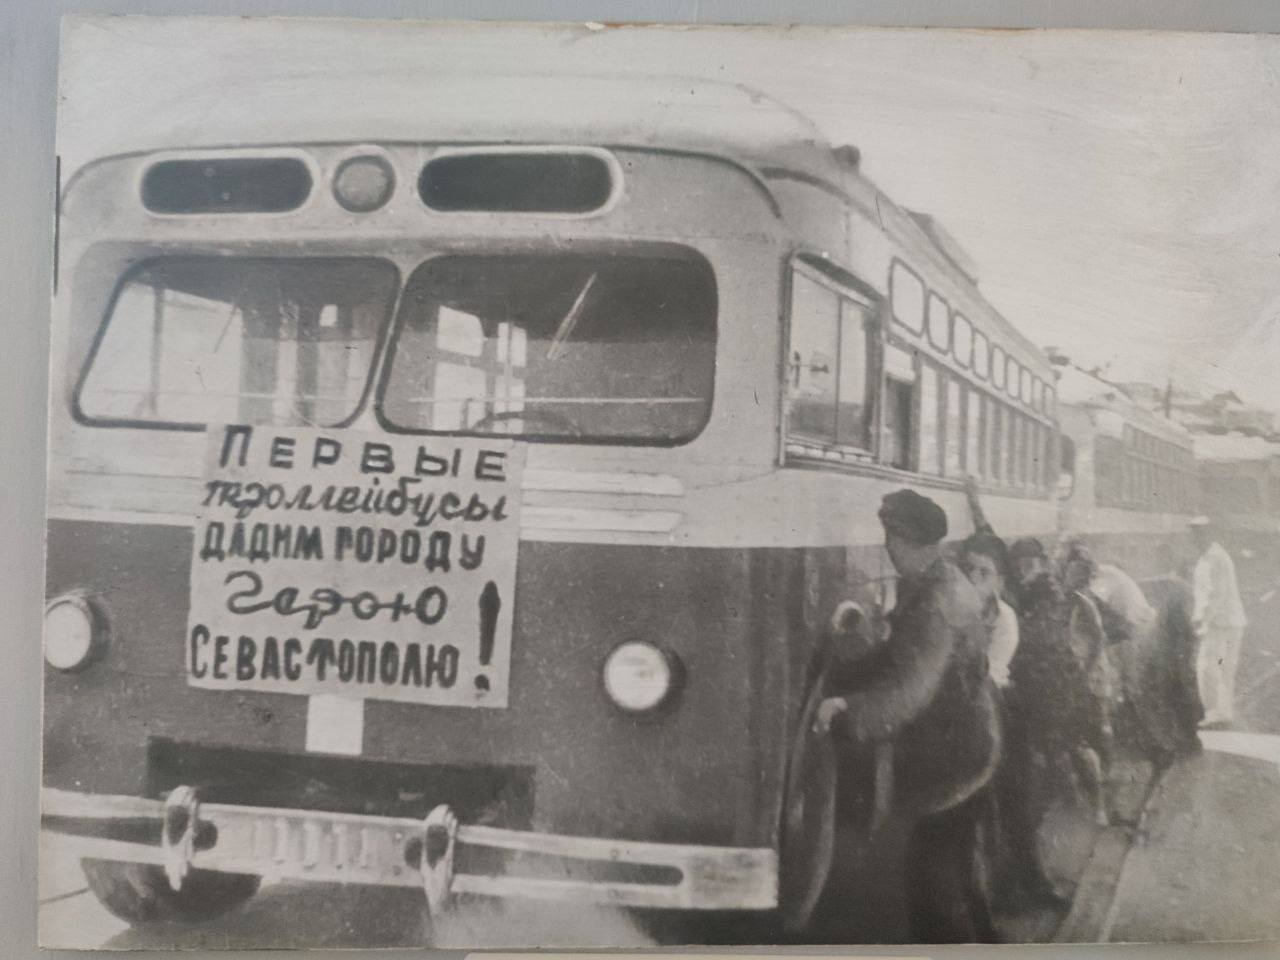 ПЕРВЫЕ
троллейбусы
ДАДИМ ГОРОДУ
Герою
СЕВАСТОПОЛЮ!